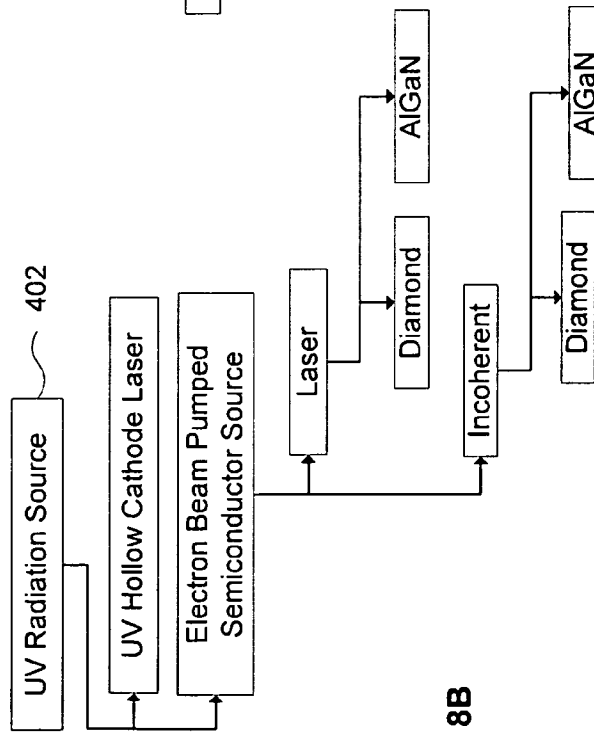 UV Radiation Source
402
UV Hollow Cathode Laser
Electron Beam Pumped
Semiconductor Source
Laser
Diamond
AlGaN
Incoherent
Diamond
AlGaN
8B